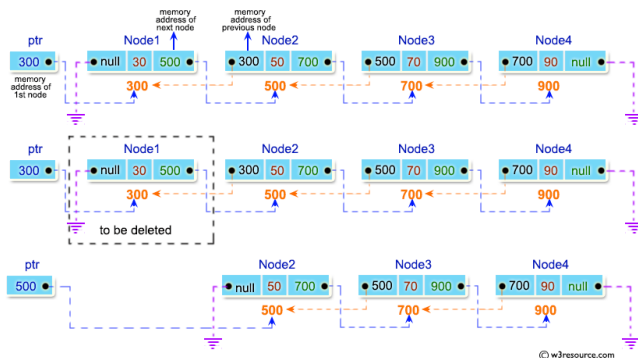 memory address of next node
memory address of previous node
ptr Node1 Node2 Node3 Node4
300 null 30 500 300 50 700 500 70 900 700 90 null
memory address of 1st node
300 500 700 900
ptr Node1 Node2 Node3 Node4
300 null 30 500 300 50 700 500 70 900 700 90 null
300 500 700 900
to be deleted
ptr Node2 Node3 Node4
500 null 50 700 500 70 900 700 90 null
500 700 900
© w3resource.com